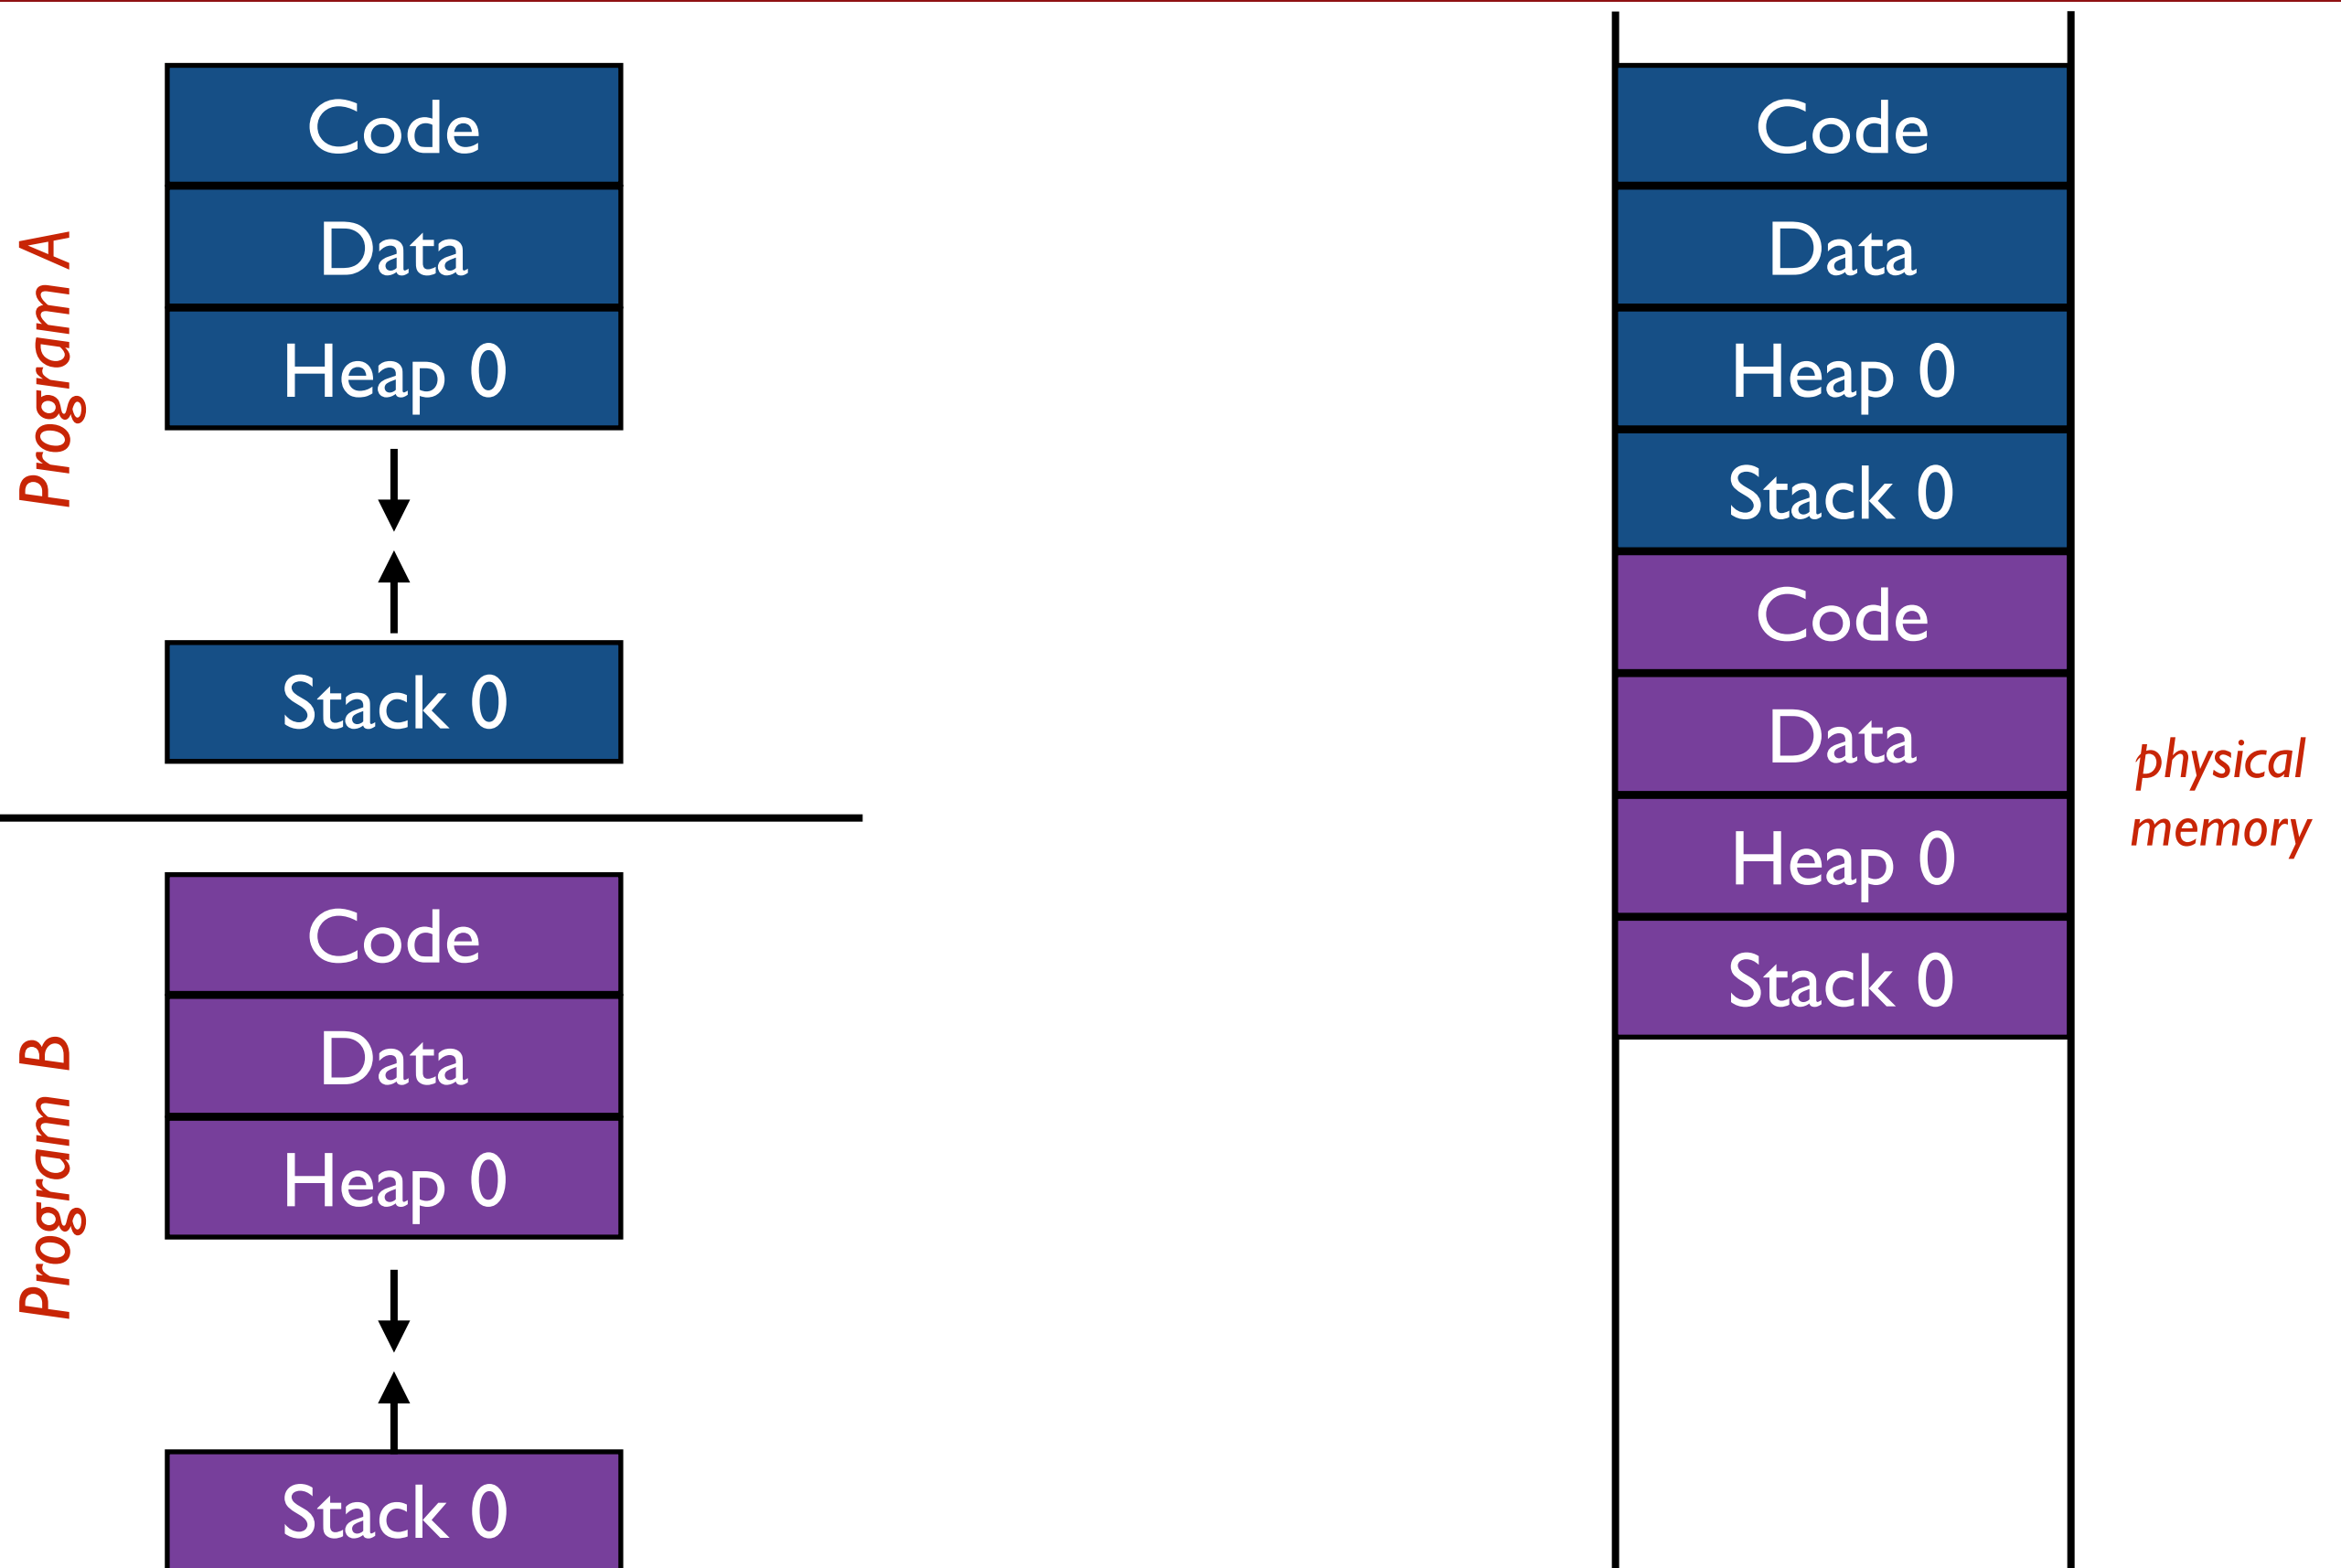 Program A
Code
Data
Heap 0
Stack 0
Program B
Code
Data
Heap 0
Stack 0
Code
Data
Heap 0
Stack 0
Code
Data
Heap 0
Stack 0
physical
memory